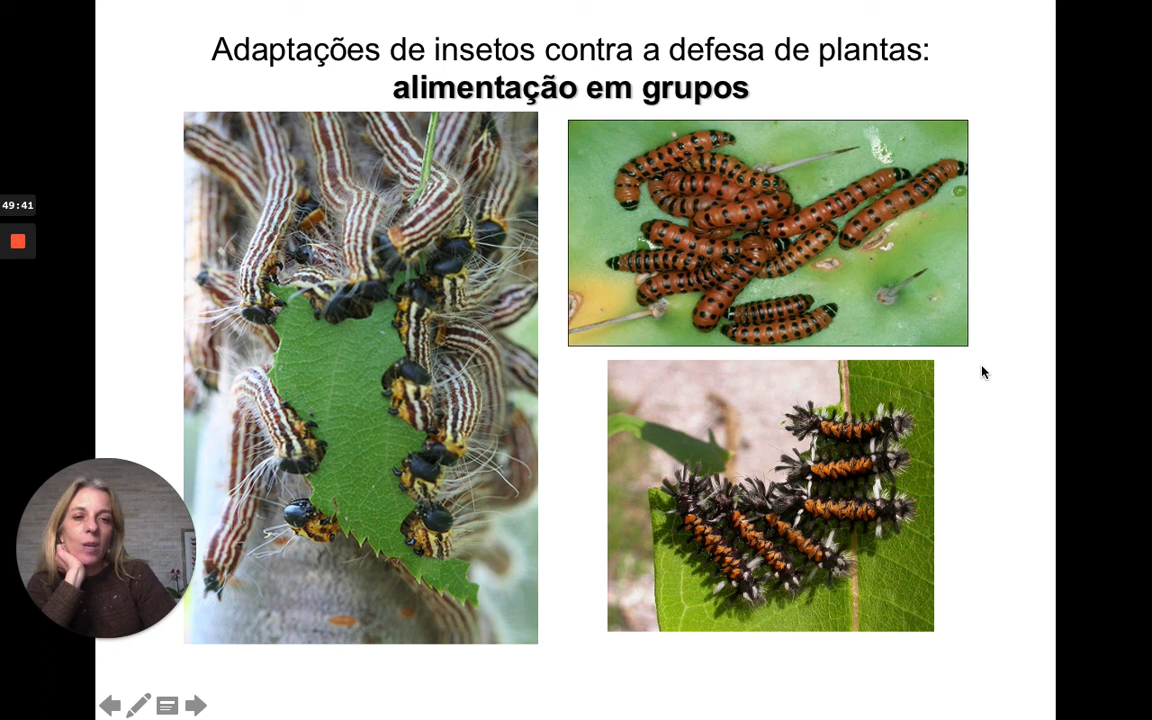 Adaptações de insetos contra a defesa de plantas:
alimentação em grupos
49:41